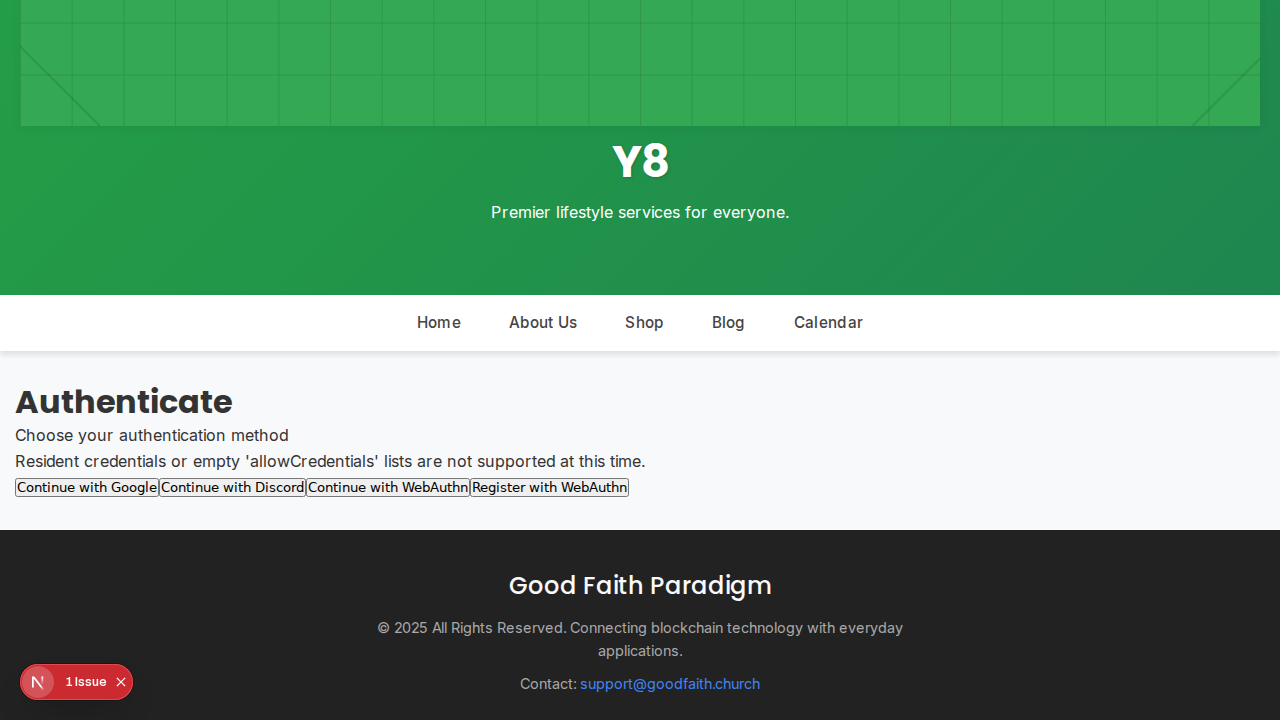 Y8
Premier lifestyle services for everyone.
Home
About Us
Shop
Blog
Calendar
Authenticate
Choose your authentication method
Resident credentials or empty 'allowCredentials' lists are not supported at this time.
Continue with Google
Continue with Discord
Continue with WebAuthn
Register with WebAuthn
Good Faith Paradigm
© 2025 All Rights Reserved. Connecting blockchain technology with everyday
applications.
Contact: support@goodfaith.church
N
1 Issue